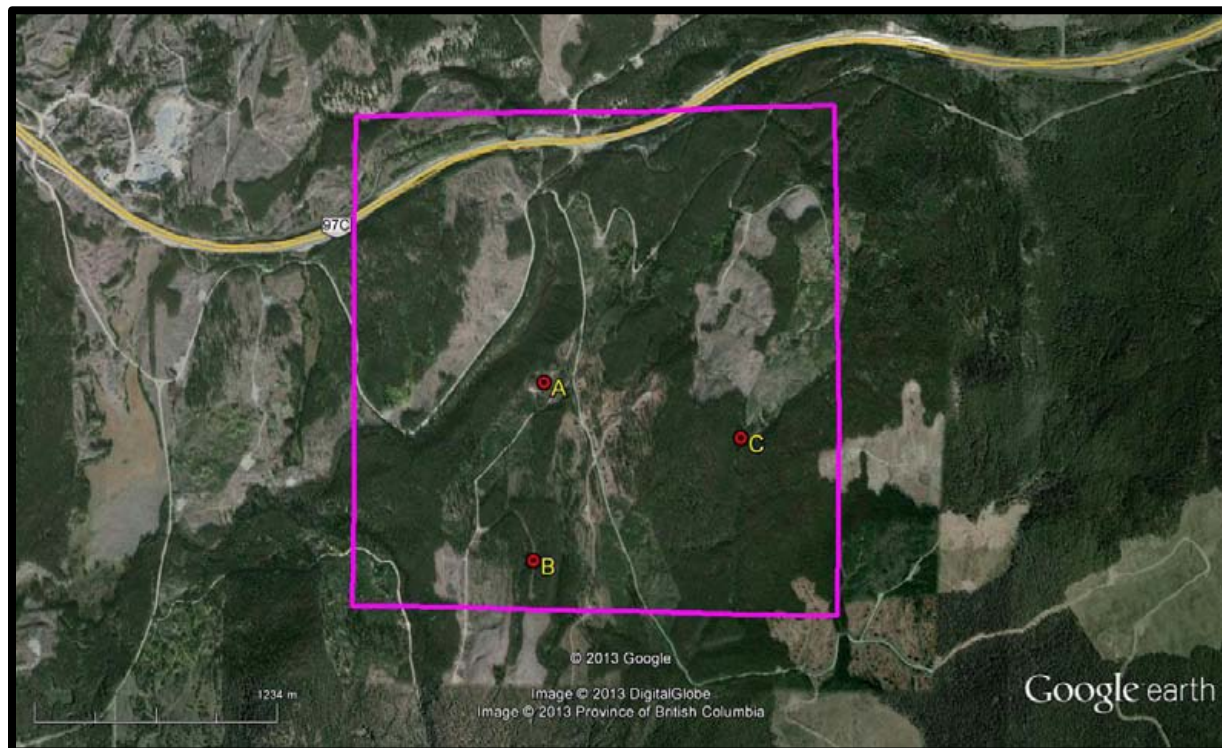 97C
A
C
B
© 2013 Google
1234 m
Image © 2013 DigitalGlobe
Image © 2013 Province of British Columbia
Google earth